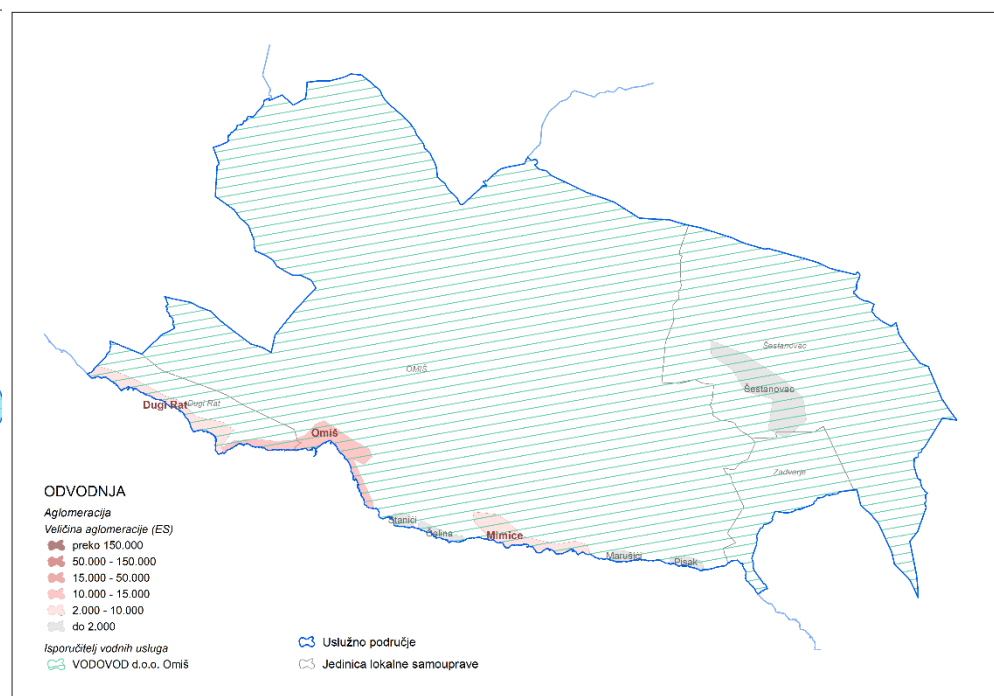 Šestanovac
OMIŠ
Šestanovac
Dugi Rat Dugi Rat
Omiš
Zadvarje
Stanići
Čelina
Mimice
Marušići
Pisak
ODVODNJA
Aglomeracija
Veličina aglomeracije (ES)
preko 150.000
50.000 - 150.000
15.000 - 50.000
10.000 - 15.000
2.000 - 10.000
do 2.000
Isporučitelj vodnih usluga
VODOVOD d.o.o. Omiš
Uslužno područje
Jedinica lokalne samouprave